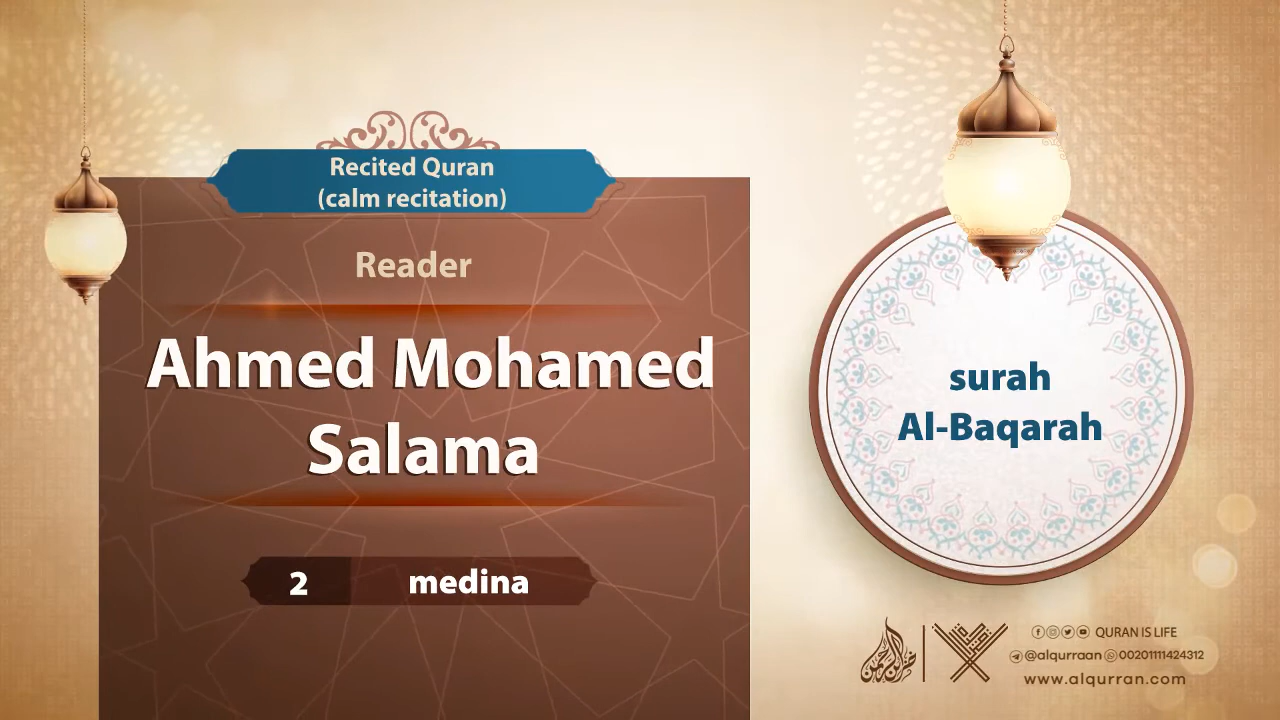 Recited Quran
(calm recitation)
Reader
Ahmed Mohamed
Salama
2 medina
surah
Al-Baqarah
QURAN IS LIFE
@alqurraan 00201111424312
www.alqurran.com